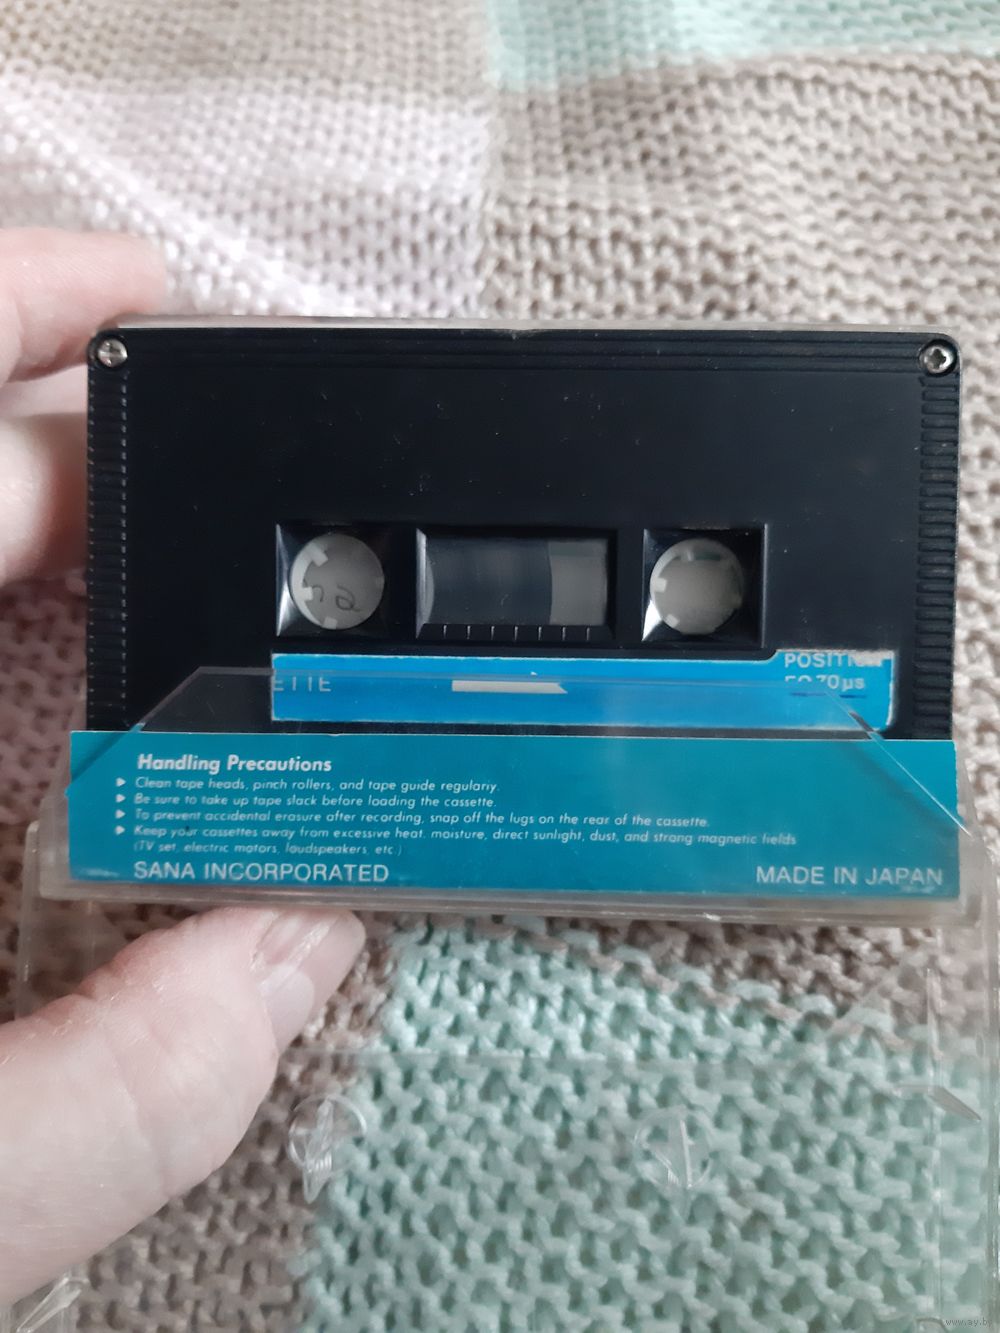 POSITION
ETTE
EQ 70μs
Handling Precautions
▶ Clean tape heads, pinch rollers, and tape guide regularly.
▶ Be sure to take up tape slack before loading the cassette.
▶ To prevent accidental erasure after recording, snap off the lugs on the rear of the cassette.
▶ Keep your cassettes away from excessive heat. moisture, direct sunlight, dust, and strong magnetic fields
(TV set, electric motors, loudspeakers, etc.)
SANA INCORPORATED
MADE IN JAPAN
www.ay.by